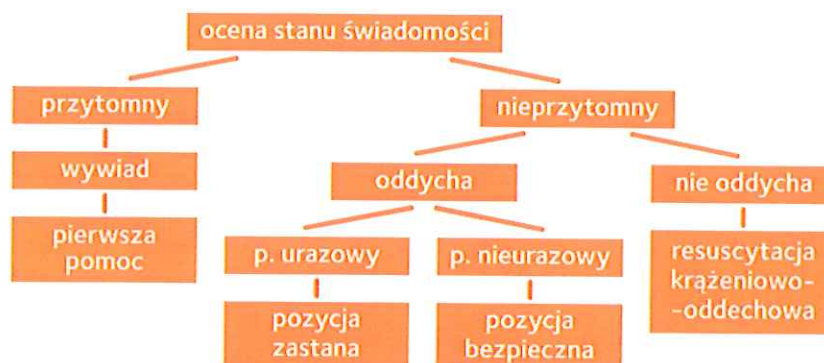 ocena stanu świadomości
przytomny
nieprzytomny
wywiad
oddycha
nie oddycha
pierwsza
pomoc
p. urazowy
p. nieurazowy
resuscytacja
krążeniowo-
-oddechowa
pozycja
zastana
pozycja
bezpieczna